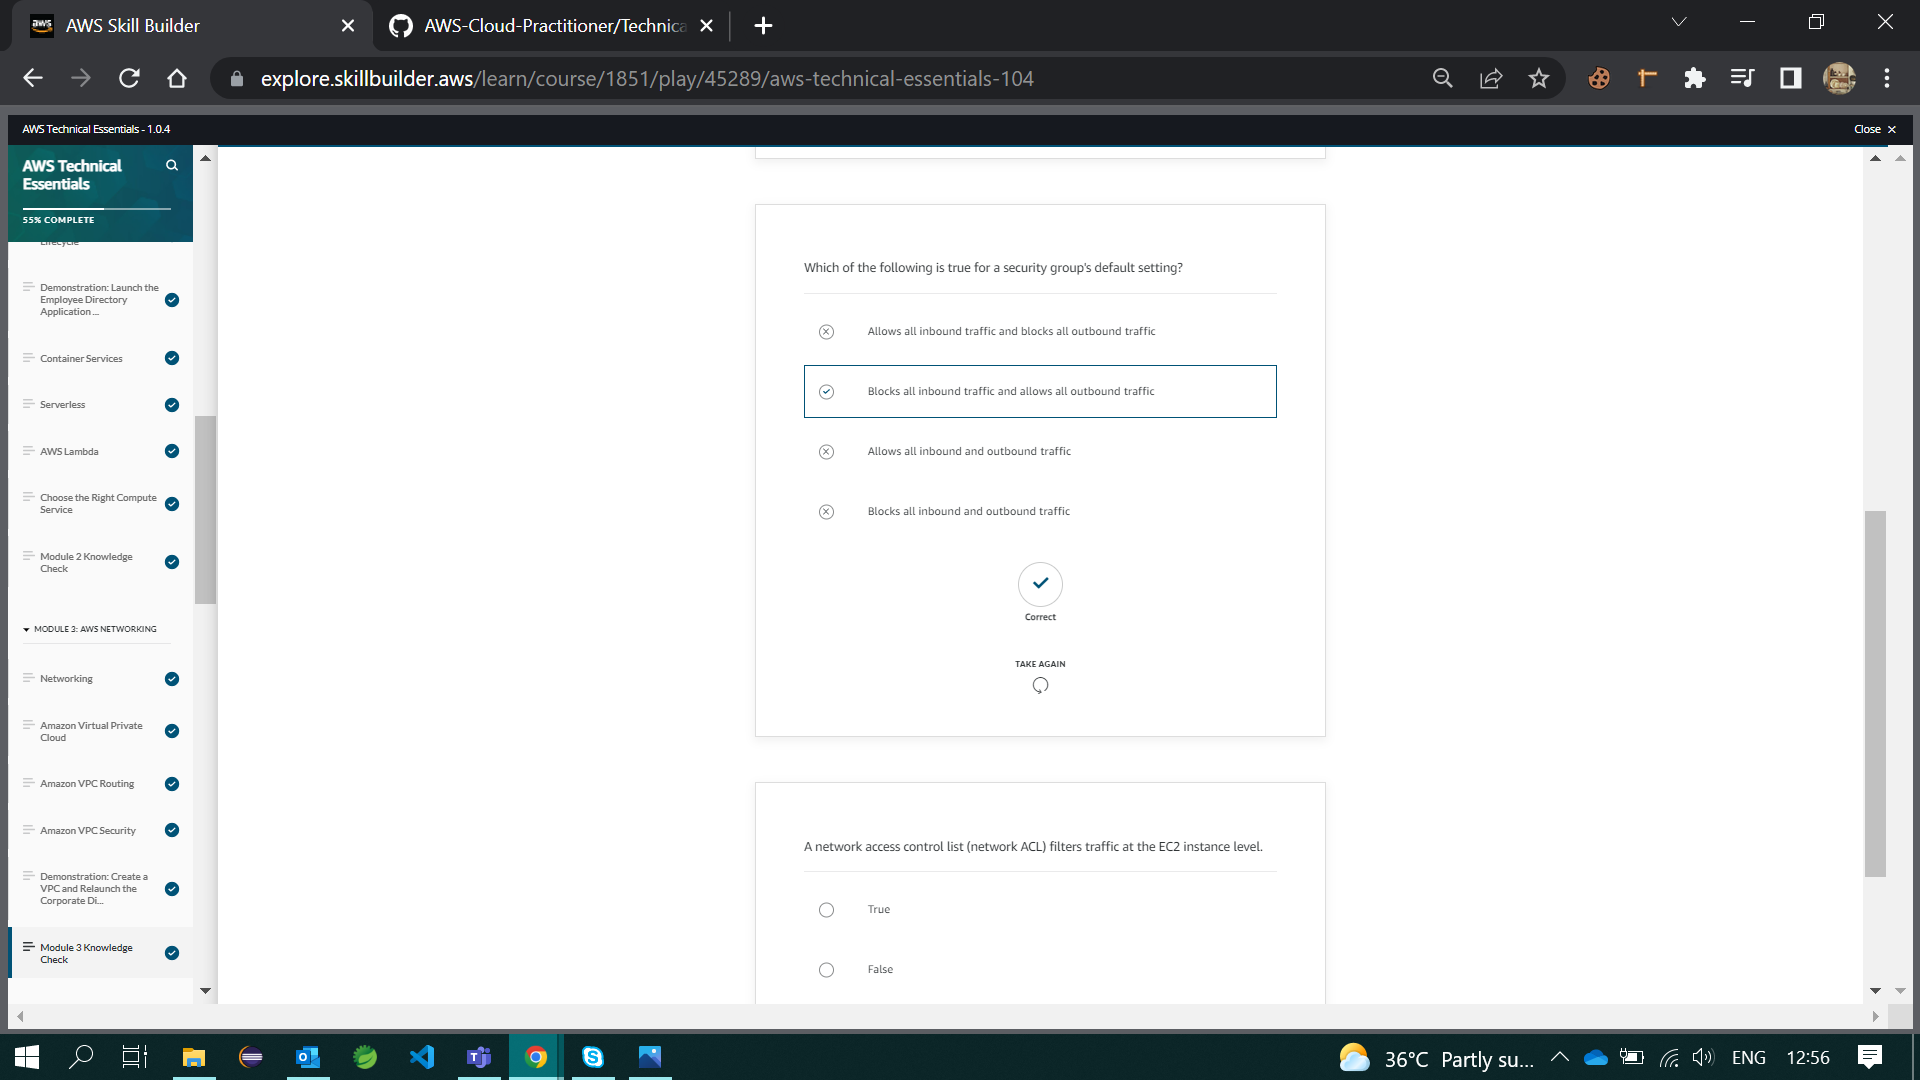 AWS Skill Builder
AWS-Cloud-Practitioner/Technica
explore.skillbuilder.aws/learn/course/1851/play/45289/aws-technical-essentials-104
AWS Technical Essentials - 1.0.4
Close
AWS Technical
Essentials
55% COMPLETE
Lifecycle
Demonstration: Launch the
Employee Directory
Application ...
Container Services
Serverless
AWS Lambda
Choose the Right Compute
Service
Module 2 Knowledge
Check
MODULE 3: AWS NETWORKING
Networking
Amazon Virtual Private
Cloud
Amazon VPC Routing
Amazon VPC Security
Demonstration: Create a
VPC and Relaunch the
Corporate Di...
Module 3 Knowledge
Check
Which of the following is true for a security group's default setting?
Allows all inbound traffic and blocks all outbound traffic
Blocks all inbound traffic and allows all outbound traffic
Allows all inbound and outbound traffic
Blocks all inbound and outbound traffic
Correct
TAKE AGAIN
A network access control list (network ACL) filters traffic at the EC2 instance level.
True
False
36°C Partly su...
ENG
12:56